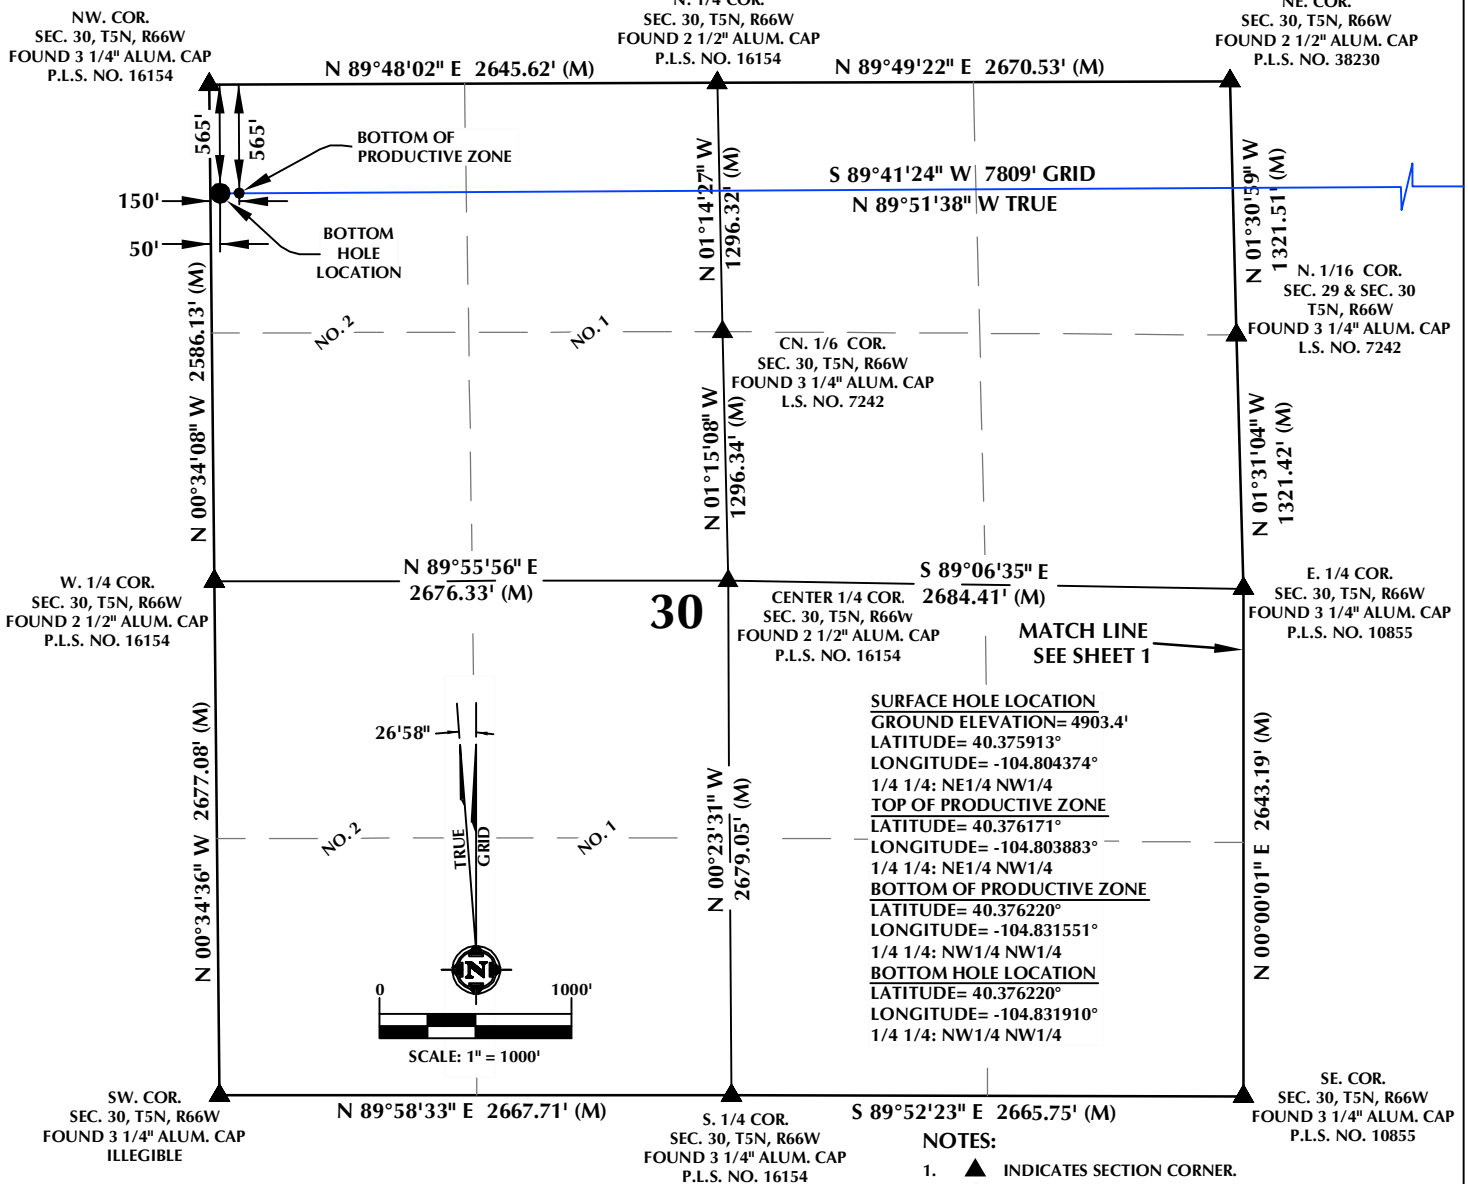 NW. COR.
SEC. 30, T5N, R66W
FOUND 3 1/4" ALUM. CAP
P.L.S. NO. 16154
N. 1/4 COR.
SEC. 30, T5N, R66W
FOUND 2 1/2" ALUM. CAP
P.L.S. NO. 16154
NE. COR.
SEC. 30, T5N, R66W
FOUND 2 1/2" ALUM. CAP
P.L.S. NO. 38230
N 89°48'02" E 2645.62' (M)
N 89°49'22" E 2670.53' (M)
565'
565'
BOTTOM OF
PRODUCTIVE ZONE
150'
50'
BOTTOM
HOLE
LOCATION
S 89°41'24" W 7809' GRID
N 89°51'38" W TRUE
N 01°14'27" W
1296.32' (M)
N 01°30'59" W
1321.51' (M)
N 00°34'08" W 2586.13' (M)
N. 1/16 COR.
SEC. 29 & SEC. 30
T5N, R66W
FOUND 3 1/4" ALUM. CAP
L.S. NO. 7242
NO. 2
NO. 1
CN. 1/6 COR.
SEC. 30, T5N, R66W
FOUND 3 1/4" ALUM. CAP
L.S. NO. 7242
N 01°15'08" W
1296.34' (M)
N 01°31'04" W
1321.42' (M)
W. 1/4 COR.
SEC. 30, T5N, R66W
FOUND 2 1/2" ALUM. CAP
P.L.S. NO. 16154
N 89°55'56" E
2676.33' (M)
30
CENTER 1/4 COR.
SEC. 30, T5N, R66W
FOUND 2 1/2" ALUM. CAP
P.L.S. NO. 16154
S 89°06'35" E
2684.41' (M)
E. 1/4 COR.
SEC. 30, T5N, R66W
FOUND 3 1/4" ALUM. CAP
P.L.S. NO. 10855
MATCH LINE
SEE SHEET 1
SURFACE HOLE LOCATION
GROUND ELEVATION= 4903.4'
LATITUDE= 40.375913°
LONGITUDE= -104.804374°
1/4 1/4: NE1/4 NW1/4
TOP OF PRODUCTIVE ZONE
LATITUDE= 40.376171°
LONGITUDE= -104.803883°
1/4 1/4: NE1/4 NW1/4
BOTTOM OF PRODUCTIVE ZONE
LATITUDE= 40.376220°
LONGITUDE= -104.831551°
1/4 1/4: NW1/4 NW1/4
BOTTOM HOLE LOCATION
LATITUDE= 40.376220°
LONGITUDE= -104.831910°
1/4 1/4: NW1/4 NW1/4
N 00°34'36" W 2677.08' (M)
NO. 2
NO. 1
26'58"
TRUE
GRID
N
N 00°23'31" W
2679.05' (M)
N 00°00'01" E 2643.19' (M)
0 1000'
SCALE: 1" = 1000'
SW. COR.
SEC. 30, T5N, R66W
FOUND 3 1/4" ALUM. CAP
ILLEGIBLE
N 89°58'33" E 2667.71' (M)
S. 1/4 COR.
SEC. 30, T5N, R66W
FOUND 3 1/4" ALUM. CAP
P.L.S. NO. 16154
S 89°52'23" E 2665.75' (M)
SE. COR.
SEC. 30, T5N, R66W
FOUND 3 1/4" ALUM. CAP
P.L.S. NO. 10855
NOTES:
1. ▲ INDICATES SECTION CORNER.